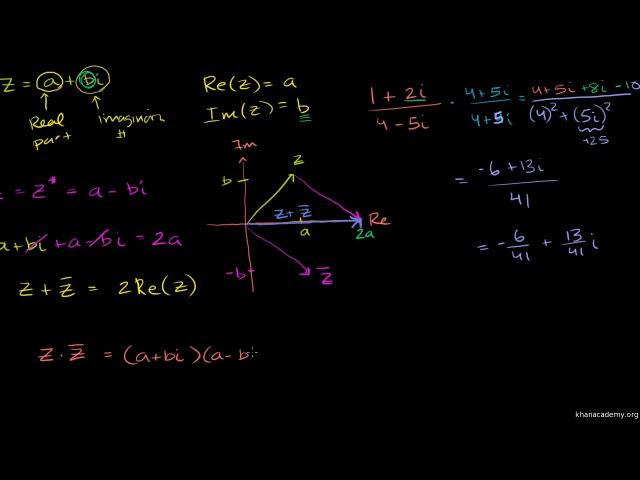 z = a + bi
Real part
imaginary #
Re(z) = a
Im(z) = b
= z* = a - bi
a + bi + a - bi = 2a
z + z̅ = 2Re(z)
z · z̅ = (a+bi)(a-bi
Im
z
b
z + z̅
Re
a
2a
-b
z̅
1 + 2i / 4 - 5i · 4+5i / 4+5i = 4+5i +8i -10 / (4)² + (5i)²
+25
= -6 + 13i / 41
= -6/41 + 13/41 i
khanacademy.org